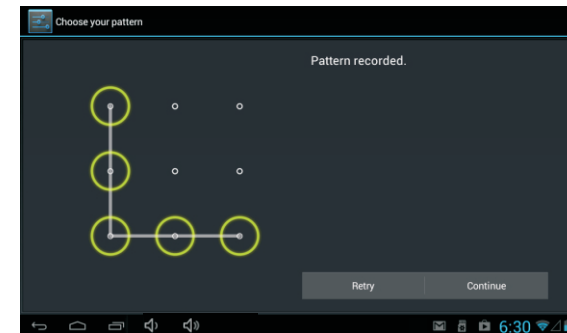 Choose your pattern
Pattern recorded.
Retry
Continue
6:30